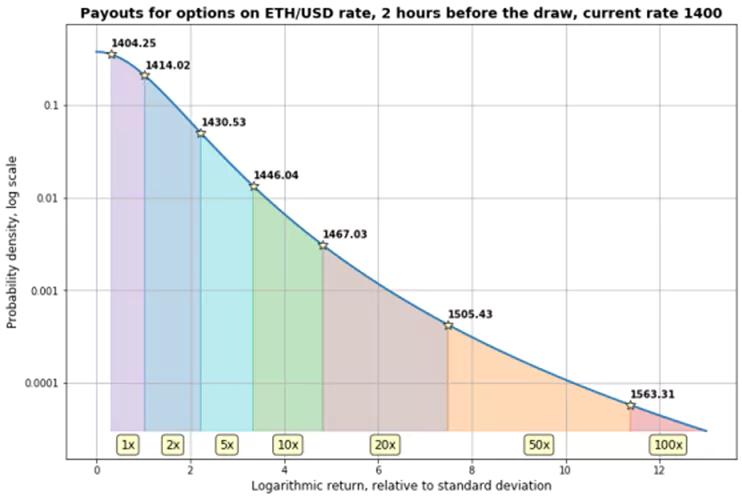 Payouts for options on ETH/USD rate, 2 hours before the draw, current rate 1400
1404.25
1414.02
1430.53
1446.04
1467.03
1505.43
1563.31
0.1
0.01
0.001
0.0001
Probability density, log scale
1x
2x
5x
10x
20x
50x
100x
0
2
4
6
8
10
12
Logarithmic return, relative to standard deviation